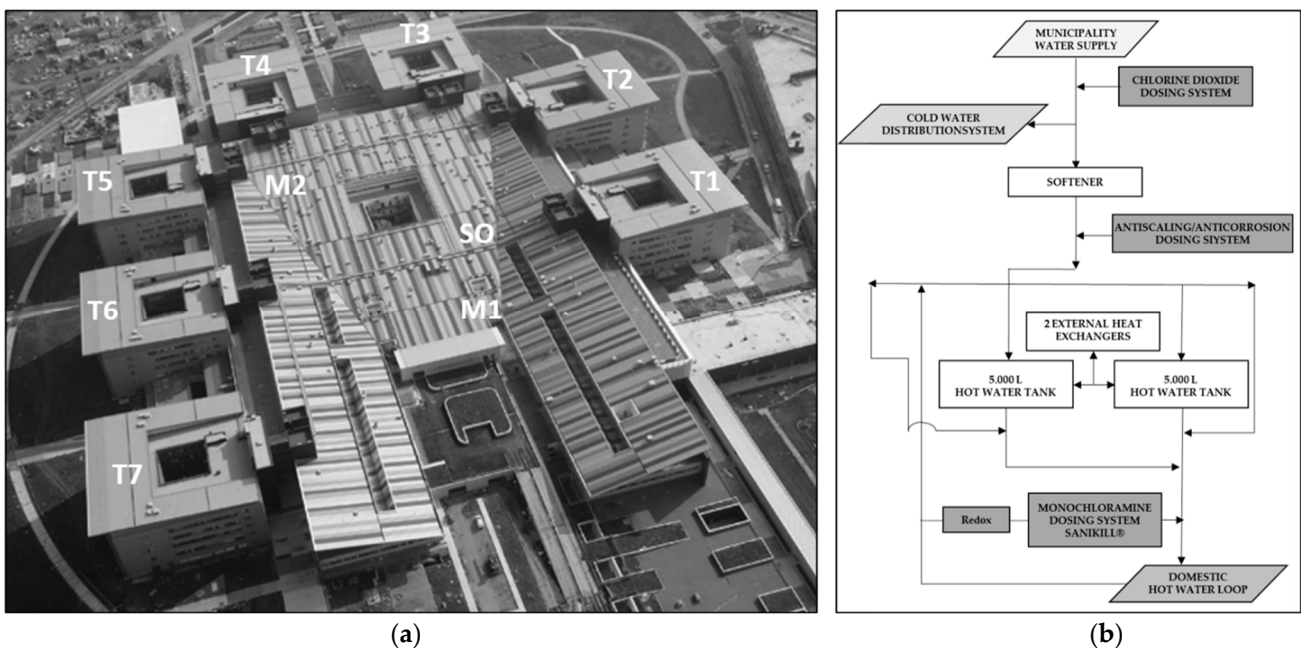 T3
T4
T2
T5
T1
M2
SO
T6
M1
T7
(a)
MUNICIPALITY
WATER SUPPLY
CHLORINE DIOXIDE
DOSING SYSTEM
COLD WATER
DISTRIBUTIONSYSTEM
SOFTENER
ANTISCALING/ANTICORROSION
DOSING SIYSTEM
2 EXTERNAL HEAT
EXCHANGERS
5.000 L
HOT WATER TANK
5.000 L
HOT WATER TANK
Redox
MONOCHLORAMINE
DOSING SYSTEM
SANIKILL®
DOMESTIC
HOT WATER LOOP
(b)